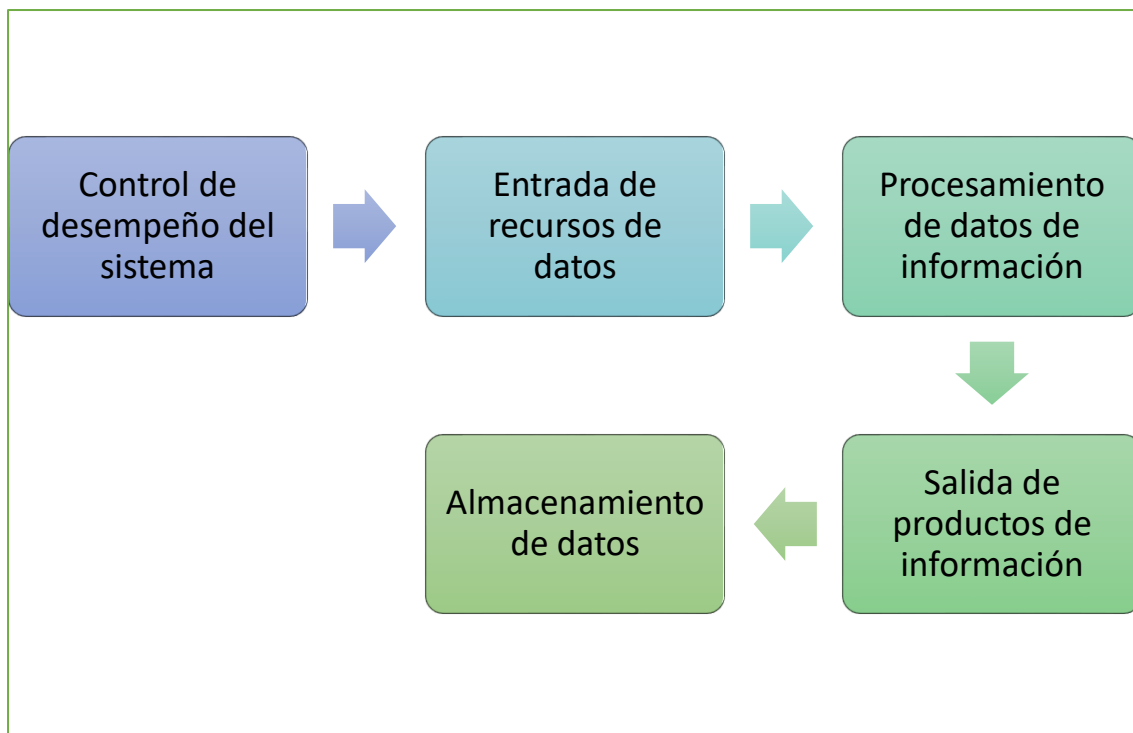 Control de
desempeño del
sistema
Entrada de
recursos de
datos
Procesamiento
de datos de
información
Salida de
productos de
información
Almacenamiento
de datos